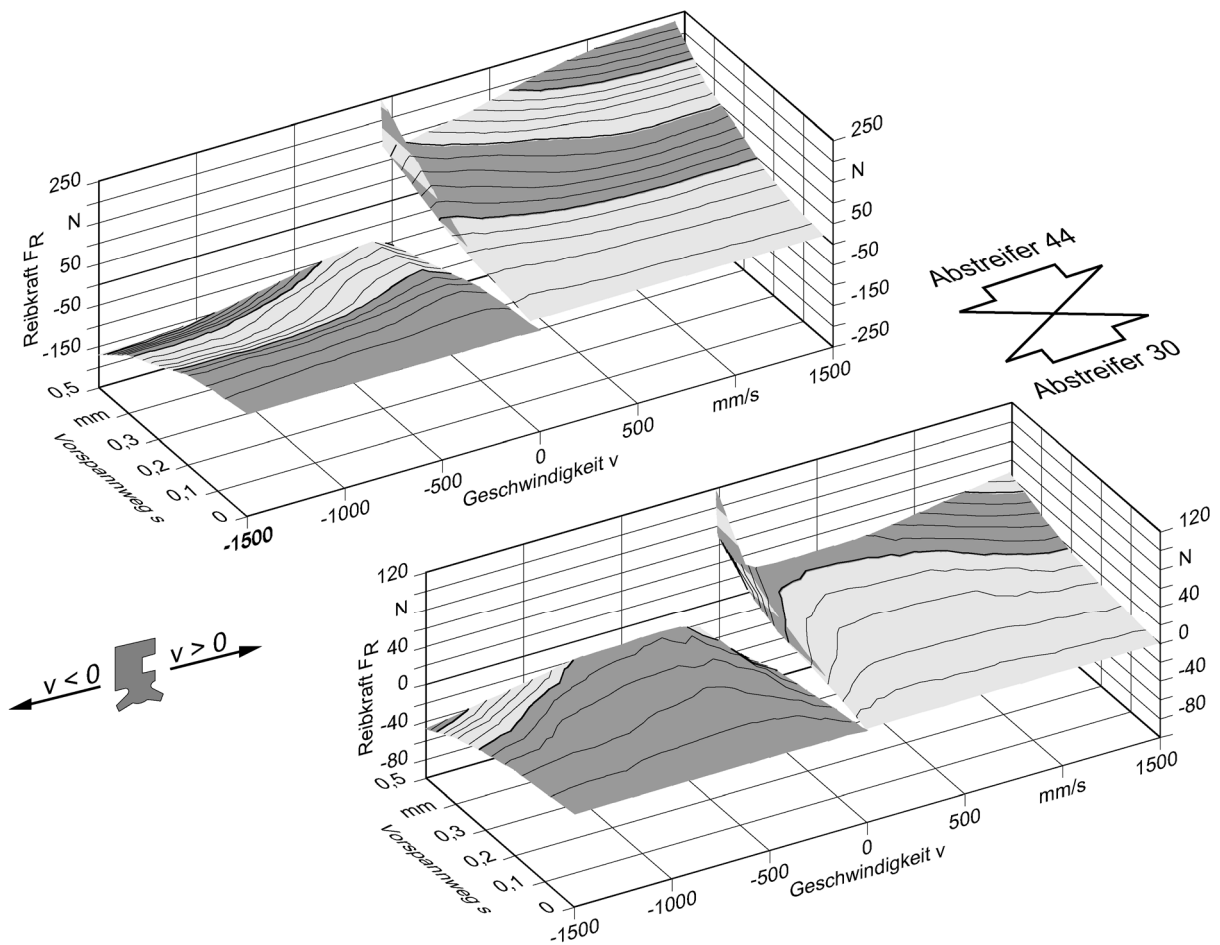 250
N
50
-50
-150
0,5
Reibkraft FR
mm
0,3
0,2
0,1
0
Vorspannweg s
-1500
-1000
-500
0
500
mm/s
1500
Geschwindigkeit v
250
N
50
-50
-150
-250
Abstreifer 44
Abstreifer 30
v < 0
v > 0
120
N
40
0
-40
-80
0,5
Reibkraft FR
mm
0,3
0,2
0,1
0
Vorspannweg s
-1500
-1000
-500
0
500
mm/s
1500
Geschwindigkeit v
120
N
40
0
-40
-80